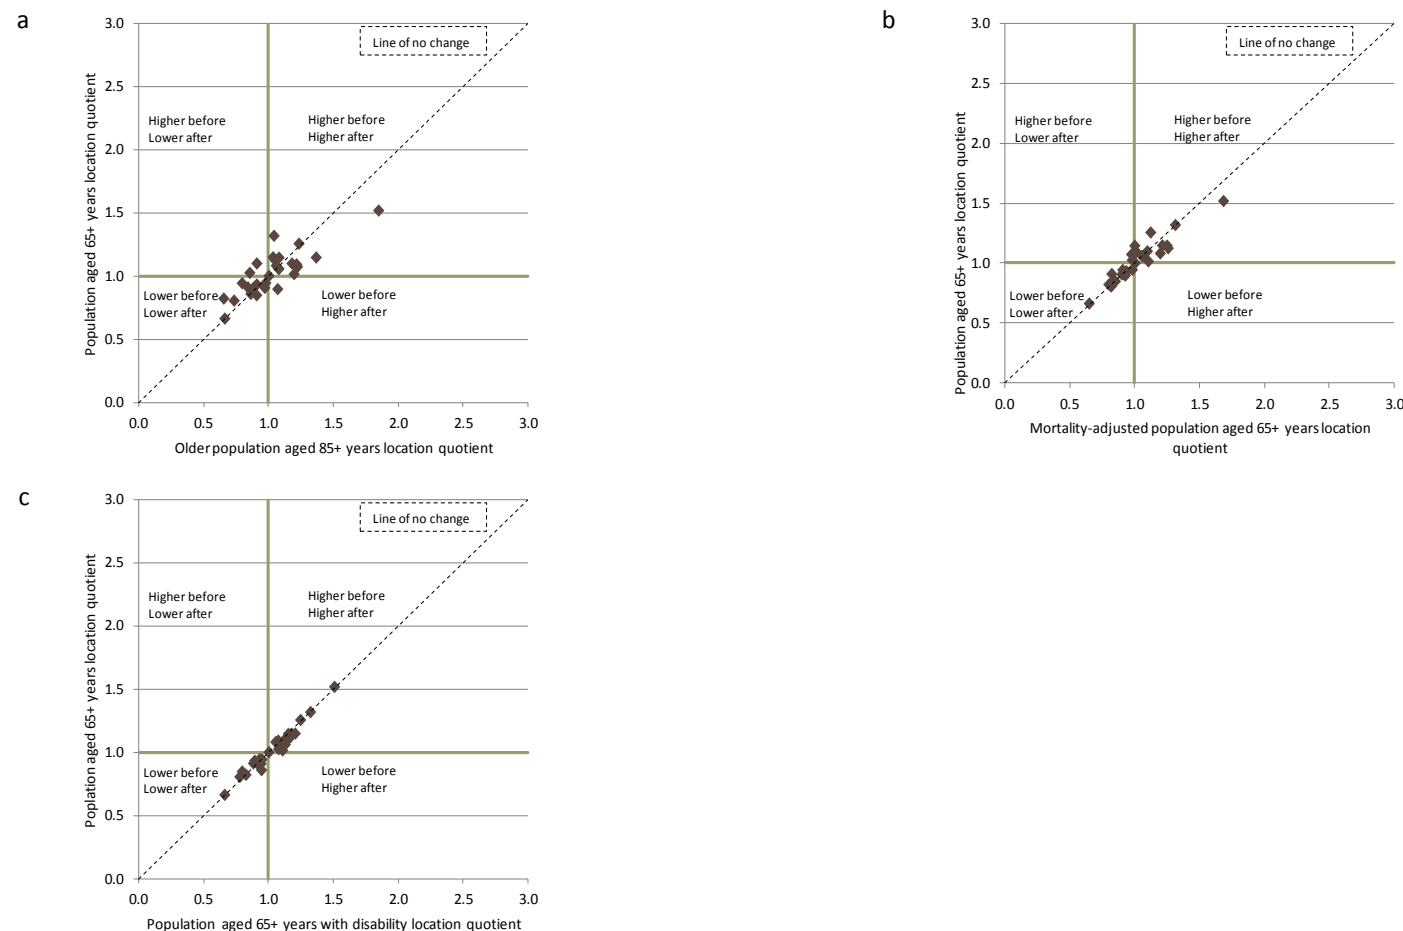 a
Population aged 65+ years location quotient
3.0
2.5
2.0
1.5
1.0
0.5
0.0
Line of no change
Higher before
Lower after
Higher before
Higher after
Lower before
Lower after
Lower before
Higher after
0.0 0.5 1.0 1.5 2.0 2.5 3.0
Older population aged 85+ years location quotient
b
Population aged 65+ years location quotient
3.0
2.5
2.0
1.5
1.0
0.5
0.0
Line of no change
Higher before
Lower after
Higher before
Higher after
Lower before
Lower after
Lower before
Higher after
0.0 0.5 1.0 1.5 2.0 2.5 3.0
Mortality-adjusted population aged 65+ years location
quotient
c
Poplation aged 65+ years location quotient
3.0
2.5
2.0
1.5
1.0
0.5
0.0
Line of no change
Higher before
Lower after
Higher before
Higher after
Lower before
Lower after
Lower before
Higher after
0.0 0.5 1.0 1.5 2.0 2.5 3.0
Population aged 65+ years with disability location quotient